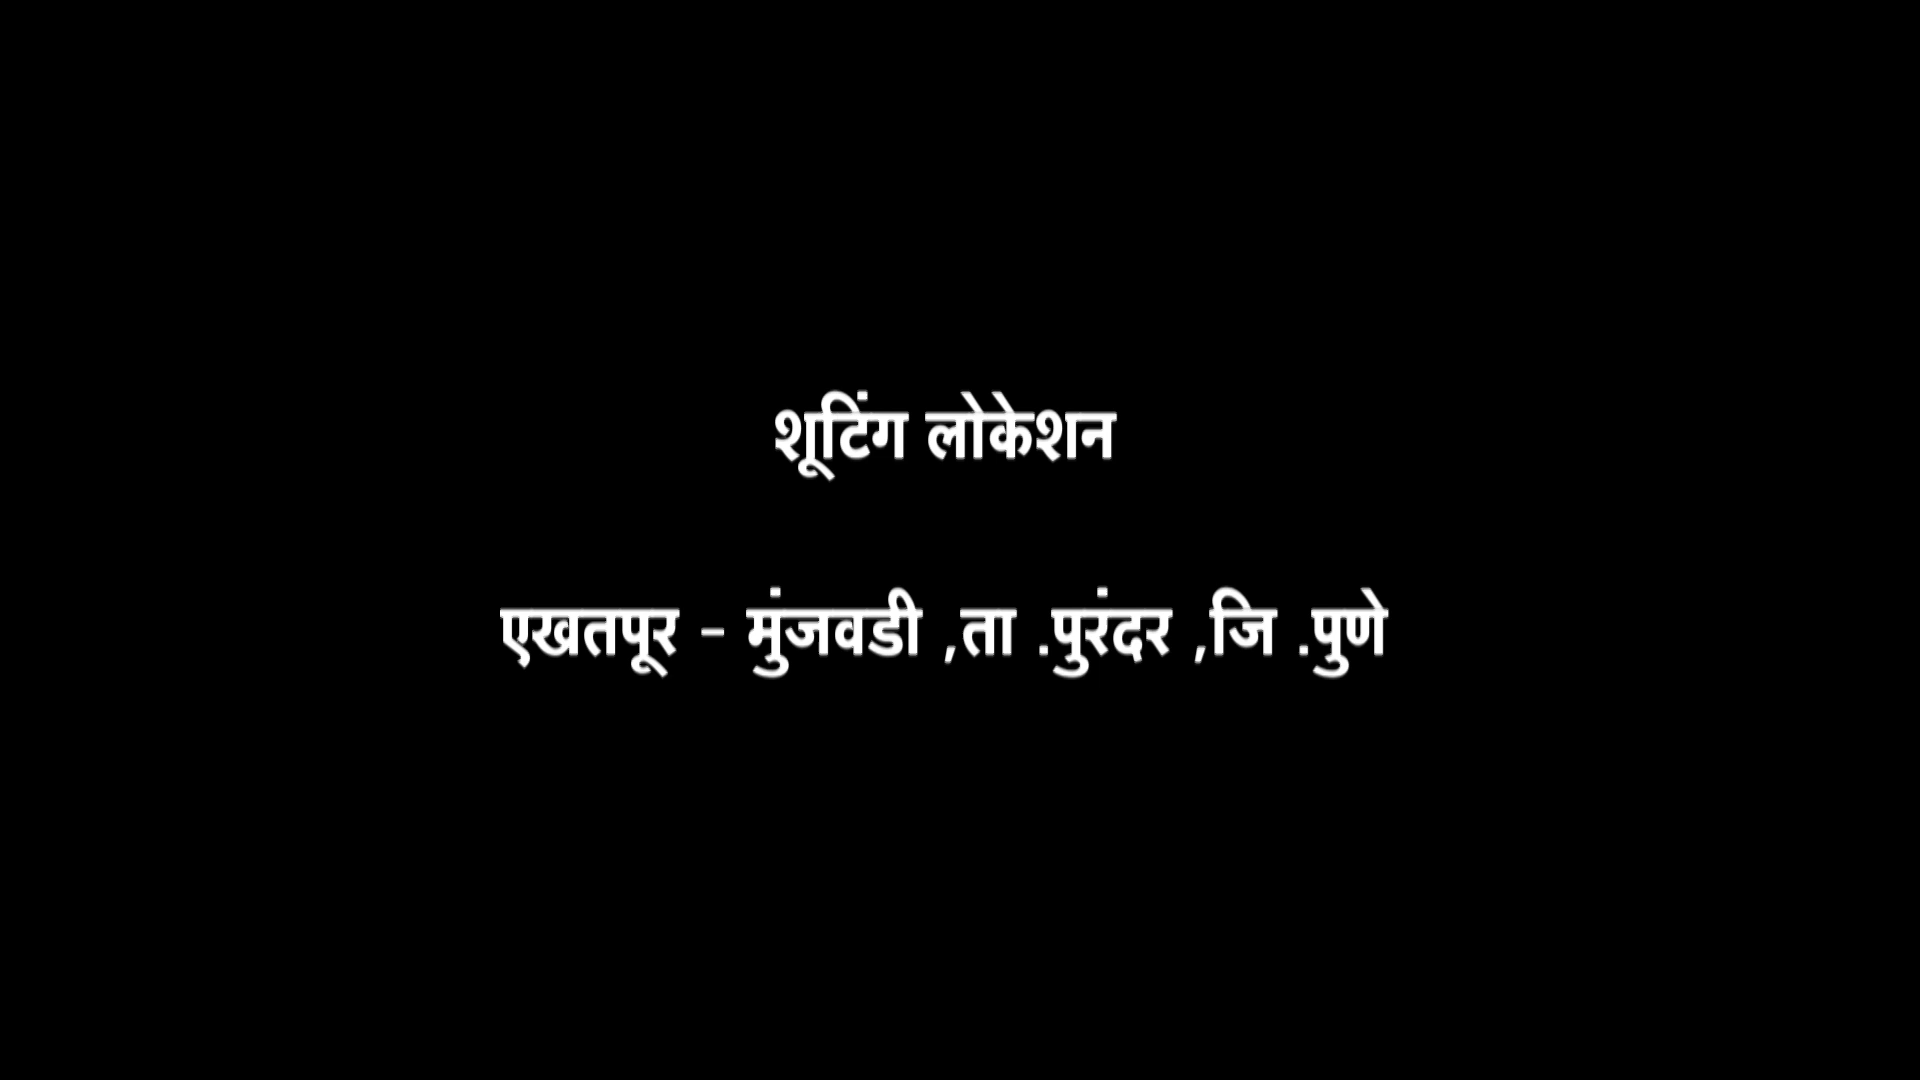 शूटिंग लोकेशन
एखतपूर - मुंजवडी ,ता .पुरंदर ,जि .पुणे